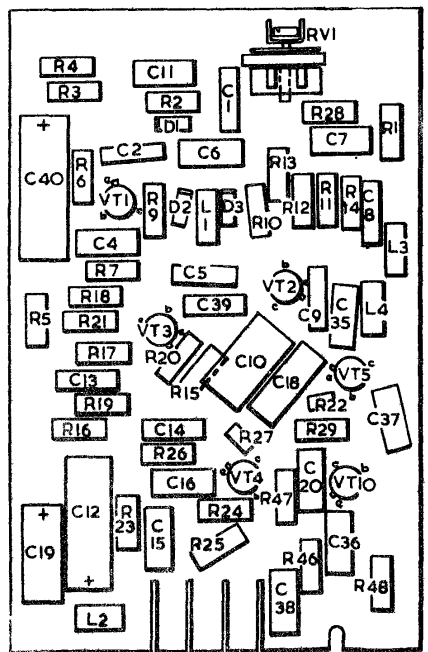 RV1
R4
C11
R3
R2
C1
R28
D1
C7
R1
+
C40
R6
C2
C6
R13
VT1
R9
D2
L1
D3
R10
R12
R11
R14
C8
C4
L3
R7
C5
VT2
R18
C39
C9
C35
L4
R5
R21
VT3
R17
R20
C10
C18
VT5
C13
R15
R19
R22
C37
R16
C14
R27
R29
R26
C16
VT4
R47
C20
VT10
+
C19
C12
R23
C15
R24
R25
C36
R46
R48
+
C38
L2